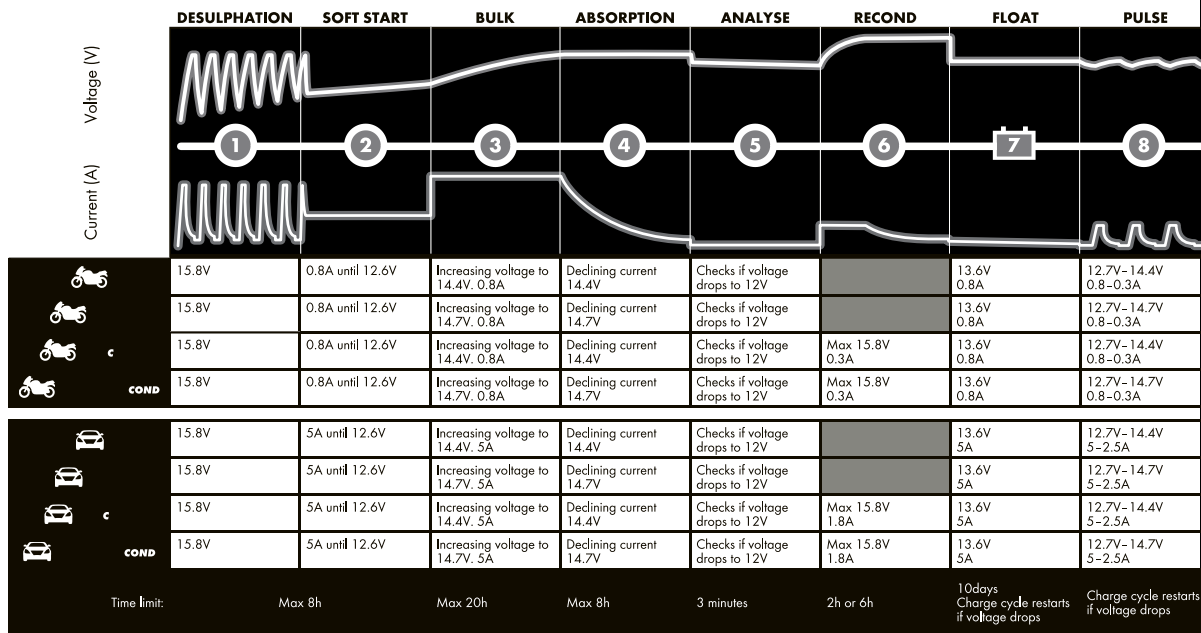 DESULPHATION SOFT START BULK ABSORPTION ANALYSE RECOND FLOAT PULSE
Voltage (V)
1 2 3 4 5 6 7 8
Current (A)
15.8V 0.8A until 12.6V Increasing voltage to 14.4V. 0.8A Declining current 14.4V Checks if voltage drops to 12V 13.6V 0.8A 12.7V–14.4V 0.8–0.3A
15.8V 0.8A until 12.6V Increasing voltage to 14.7V. 0.8A Declining current 14.7V Checks if voltage drops to 12V 13.6V 0.8A 12.7V–14.7V 0.8–0.3A
C 15.8V 0.8A until 12.6V Increasing voltage to 14.4V. 0.8A Declining current 14.4V Checks if voltage drops to 12V Max 15.8V 0.3A 13.6V 0.8A 12.7V–14.4V 0.8–0.3A
COND 15.8V 0.8A until 12.6V Increasing voltage to 14.7V. 0.8A Declining current 14.7V Checks if voltage drops to 12V Max 15.8V 0.3A 13.6V 0.8A 12.7V–14.7V 0.8–0.3A
15.8V 5A until 12.6V Increasing voltage to 14.4V. 5A Declining current 14.4V Checks if voltage drops to 12V 13.6V 5A 12.7V–14.4V 5–2.5A
15.8V 5A until 12.6V Increasing voltage to 14.7V. 5A Declining current 14.7V Checks if voltage drops to 12V 13.6V 5A 12.7V–14.7V 5–2.5A
C 15.8V 5A until 12.6V Increasing voltage to 14.4V. 5A Declining current 14.4V Checks if voltage drops to 12V Max 15.8V 1.8A 13.6V 5A 12.7V–14.4V 5–2.5A
COND 15.8V 5A until 12.6V Increasing voltage to 14.7V. 5A Declining current 14.7V Checks if voltage drops to 12V Max 15.8V 1.8A 13.6V 5A 12.7V–14.7V 5–2.5A
Time limit: Max 8h Max 20h Max 8h 3 minutes 2h or 6h 10days Charge cycle restarts if voltage drops Charge cycle restarts if voltage drops